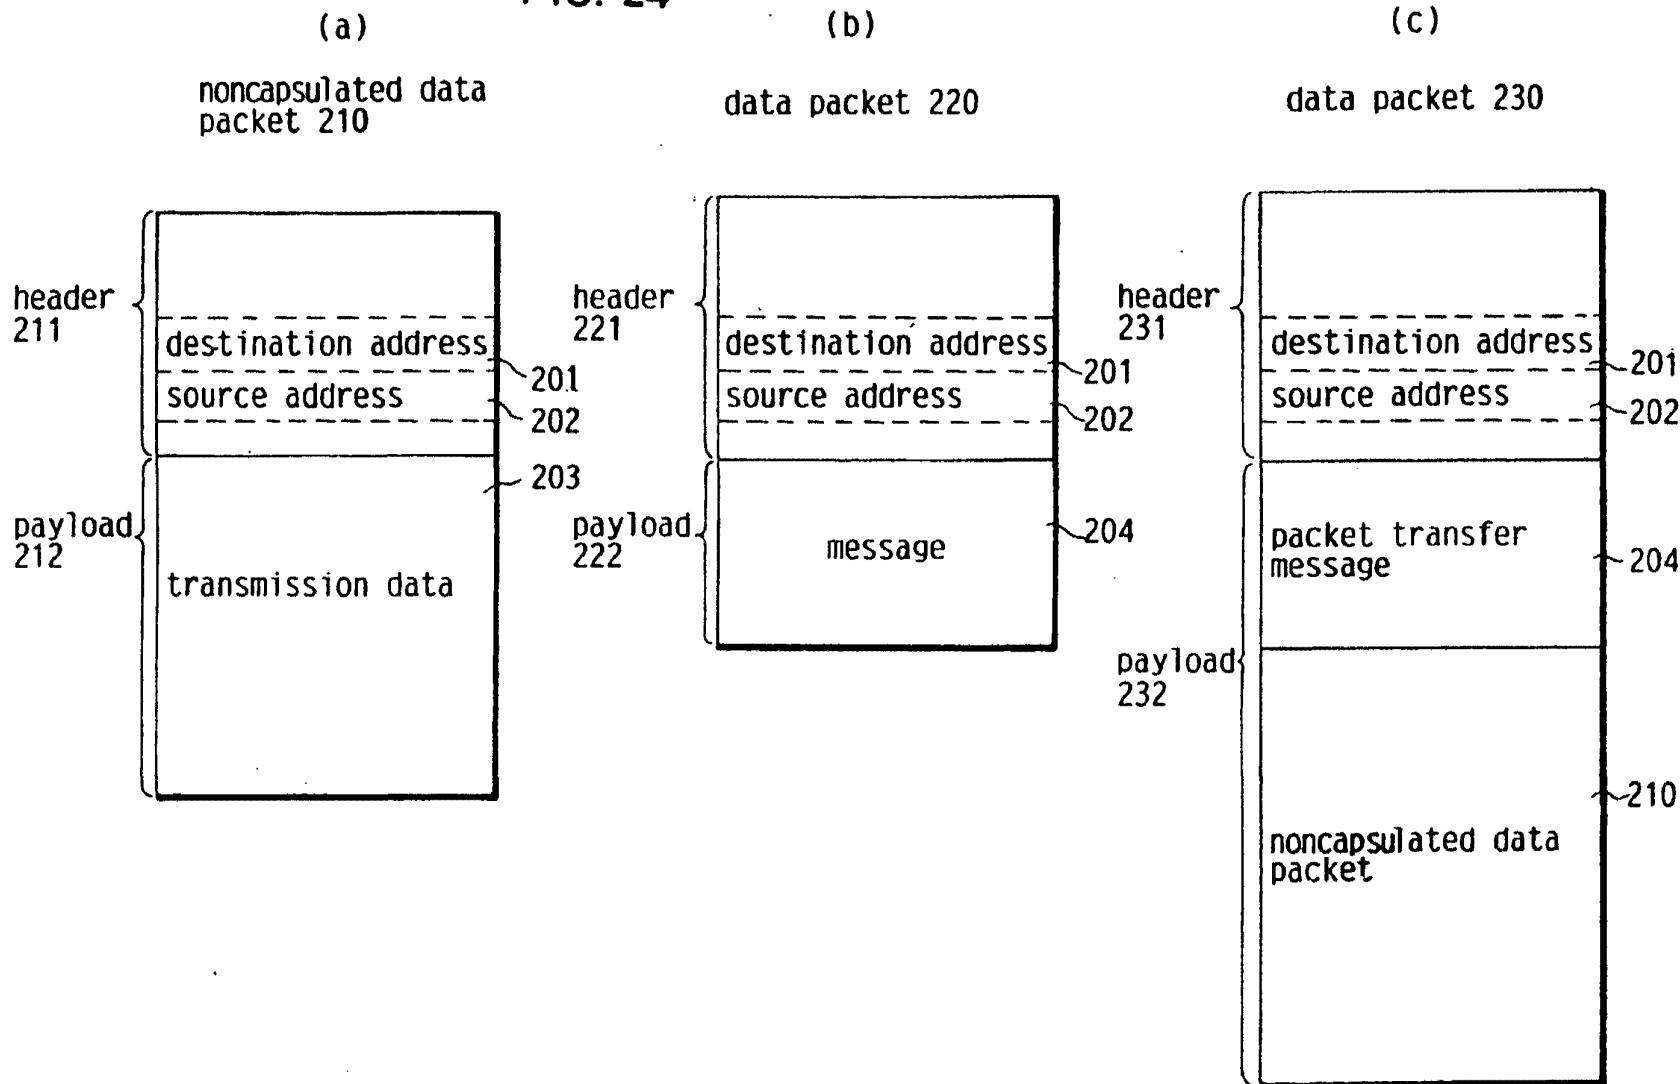 FIG. 24
(a)
noncapsulated data
packet 210
header
211
destination address
201
source address
202
203
payload
212
transmission data
(b)
data packet 220
header
221
destination address
201
source address
202
payload
222
message
204
(c)
data packet 230
header
231
destination address
201
source address
202
packet transfer
message
204
payload
232
210
noncapsulated data
packet